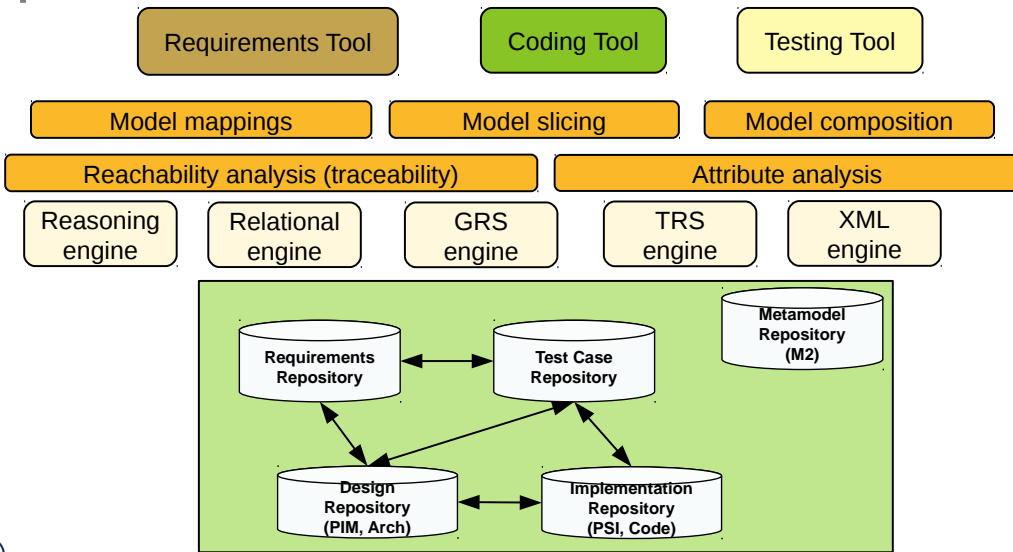 Requirements Tool
Coding Tool
Testing Tool
Model mappings
Model slicing
Model composition
Reachability analysis (traceability)
Attribute analysis
Reasoning
engine
Relational
engine
GRS
engine
TRS
engine
XML
engine
Metamodel
Repository
(M2)
Requirements
Repository
Test Case
Repository
Design
Repository
(PIM, Arch)
Implementation
Repository
(PSI, Code)